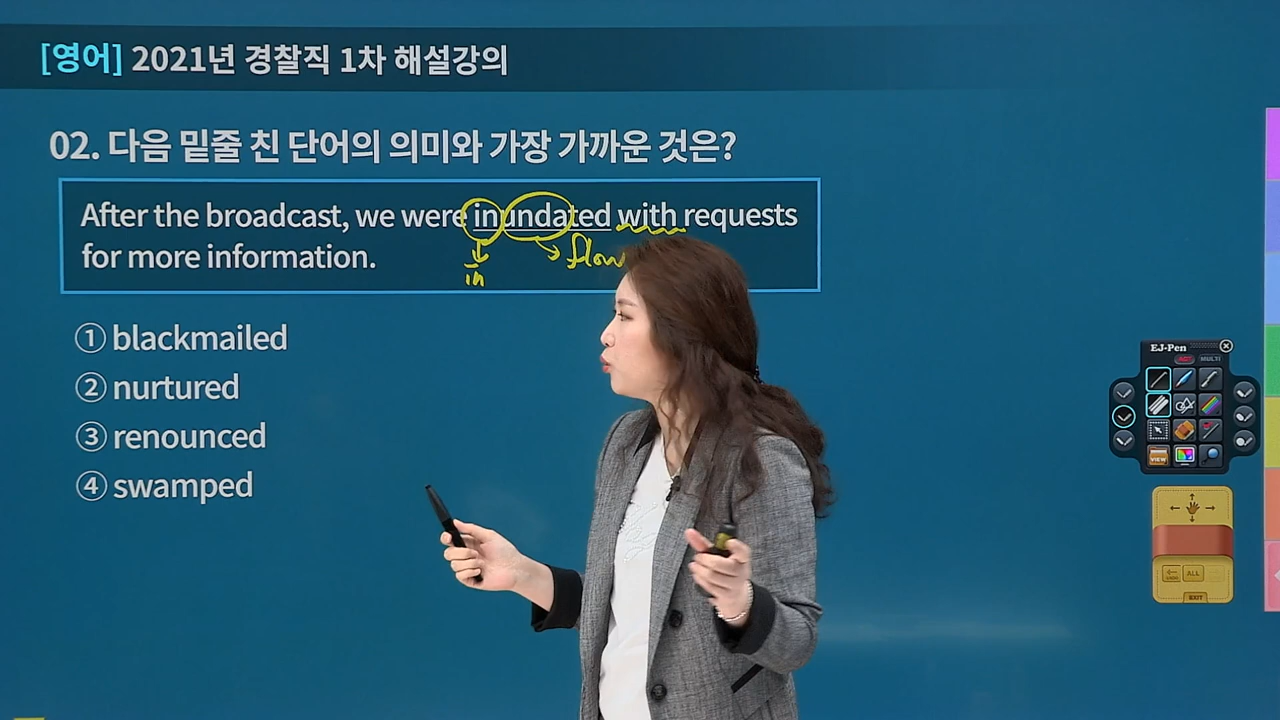 [영어] 2021년 경찰직 1차 해설강의
02. 다음 밑줄 친 단어의 의미와 가장 가까운 것은?
After the broadcast, we were inundated with requests
for more information.
in
① blackmailed
② nurtured
③ renounced
④ swamped
EJ-Pen
MULTI
VIEW
ALL
EXIT